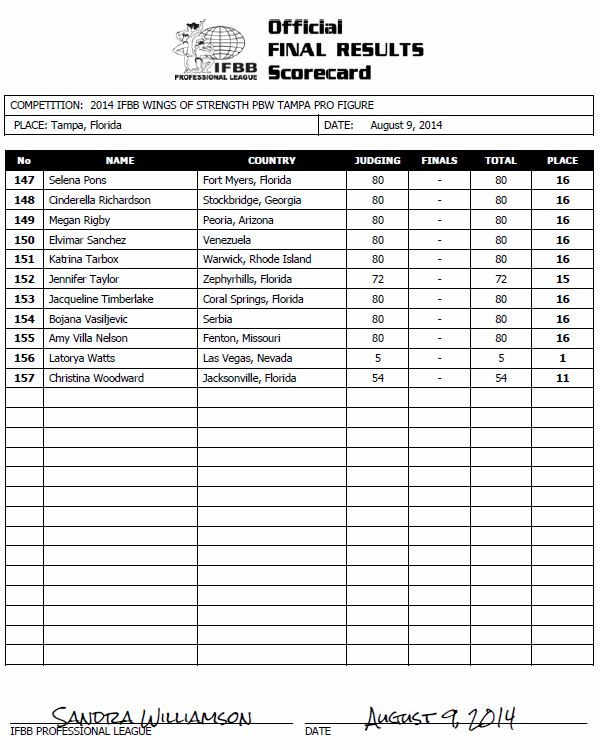 Official
FINAL RESULTS
Scorecard
IFBB
PROFESSIONAL LEAGUE
COMPETITION: 2014 IFBB WINGS OF STRENGTH PBW TAMPA PRO FIGURE
PLACE: Tampa, Florida DATE: August 9, 2014
No NAME COUNTRY JUDGING FINALS TOTAL PLACE
147 Selena Pons Fort Myers, Florida 80 - 80 16
148 Cinderella Richardson Stockbridge, Georgia 80 - 80 16
149 Megan Rigby Peoria, Arizona 80 - 80 16
150 Elvimar Sanchez Venezuela 80 - 80 16
151 Katrina Tarbox Warwick, Rhode Island 80 - 80 16
152 Jennifer Taylor Zephyrhills, Florida 72 - 72 15
153 Jacqueline Timberlake Coral Springs, Florida 80 - 80 16
154 Bojana Vasiljevic Serbia 80 - 80 16
155 Amy Villa Nelson Fenton, Missouri 80 - 80 16
156 Latorya Watts Las Vegas, Nevada 5 - 5 1
157 Christina Woodward Jacksonville, Florida 54 - 54 11
SANDRA WILLIAMSON AUGUST 9, 2014
IFBB PROFESSIONAL LEAGUE DATE